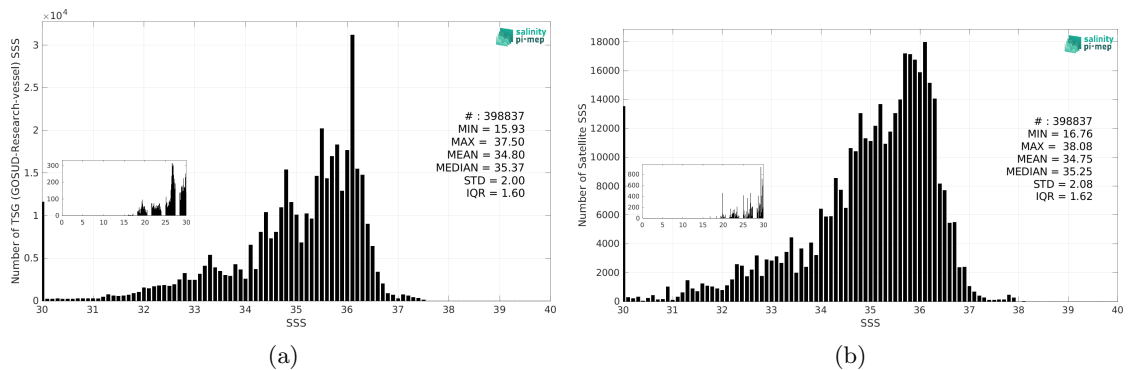 ×10⁴
3
2.5
2
1.5
1
0.5
0
30 31 32 33 34 35 36 37 38 39 40
SSS
Number of TSG (GOSUD-Research-vessel) SSS
salinity
pi-mep
# : 398837
MIN = 15.93
MAX = 37.50
MEAN = 34.80
MEDIAN = 35.37
STD = 2.00
IQR = 1.60
300
200
100
0
0 5 10 15 20 25 30
(a)
18000
16000
14000
12000
10000
8000
6000
4000
2000
0
30 31 32 33 34 35 36 37 38 39 40
SSS
Number of Satellite SSS
salinity
pi-mep
# : 398837
MIN = 16.76
MAX = 38.08
MEAN = 34.75
MEDIAN = 35.25
STD = 2.08
IQR = 1.62
800
600
400
200
0
0 5 10 15 20 25 30
(b)